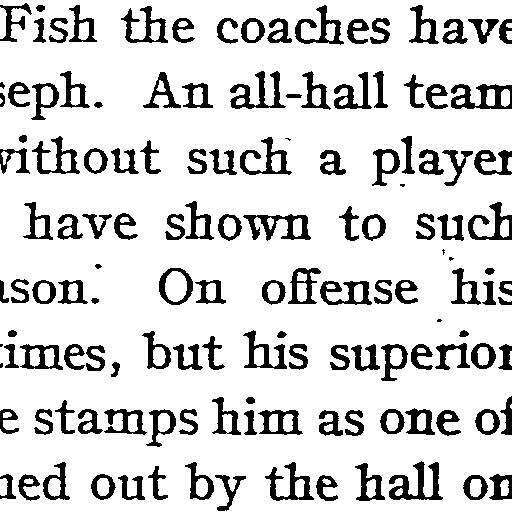 Fish the coaches have
seph. An all-hall team
vithout such a player
have shown to such
ason. On offense his
times, but his superior
e stamps him as one of
ned out by the hall on